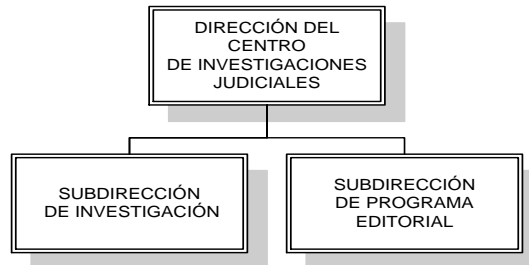 DIRECCIÓN DEL
CENTRO
DE INVESTIGACIONES
JUDICIALES
SUBDIRECCIÓN
DE INVESTIGACIÓN
SUBDIRECCIÓN
DE PROGRAMA
EDITORIAL